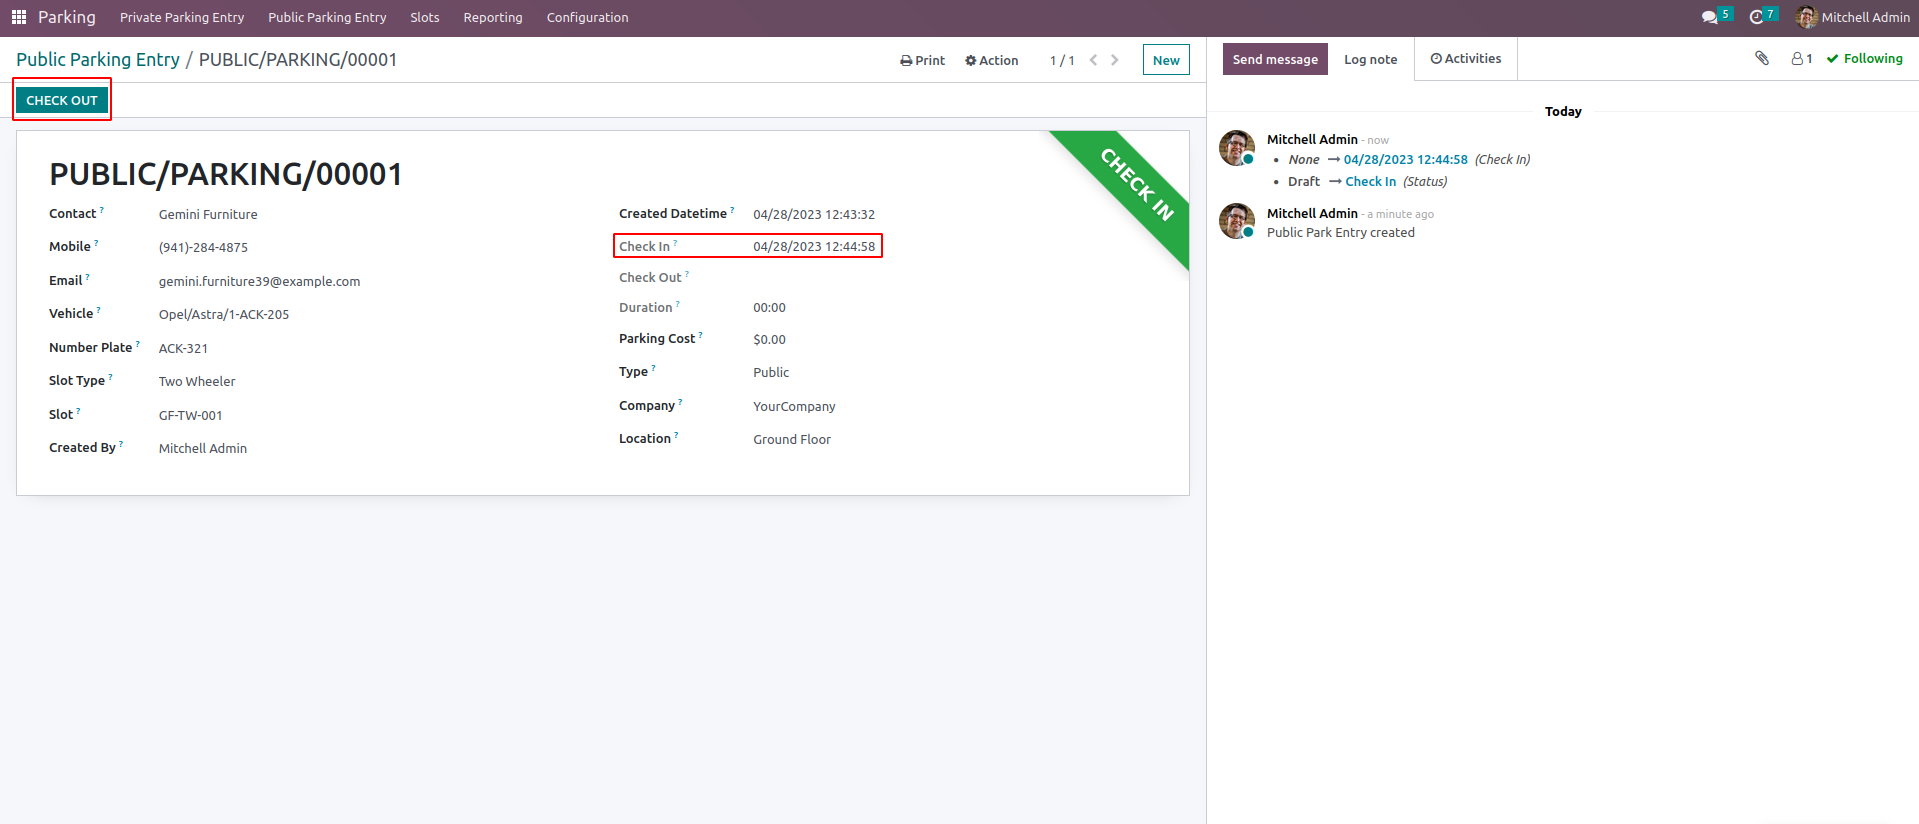 Parking Private Parking Entry Public Parking Entry Slots Reporting Configuration 5 7 Mitchell Admin
Public Parking Entry / PUBLIC/PARKING/00001 Print Action 1 / 1 New
CHECK OUT
CHECK IN
PUBLIC/PARKING/00001
Contact ? Gemini Furniture
Mobile ? (941)-284-4875
Email ? gemini.furniture39@example.com
Vehicle ? Opel/Astra/1-ACK-205
Number Plate ? ACK-321
Slot Type ? Two Wheeler
Slot ? GF-TW-001
Created By ? Mitchell Admin
Created Datetime ? 04/28/2023 12:43:32
Check In ? 04/28/2023 12:44:58
Check Out ?
Duration ? 00:00
Parking Cost ? $0.00
Type ? Public
Company ? YourCompany
Location ? Ground Floor
Send message Log note Activities 1 Following
Today
Mitchell Admin - now
• None → 04/28/2023 12:44:58 (Check In)
• Draft → Check In (Status)
Mitchell Admin - a minute ago
Public Park Entry created